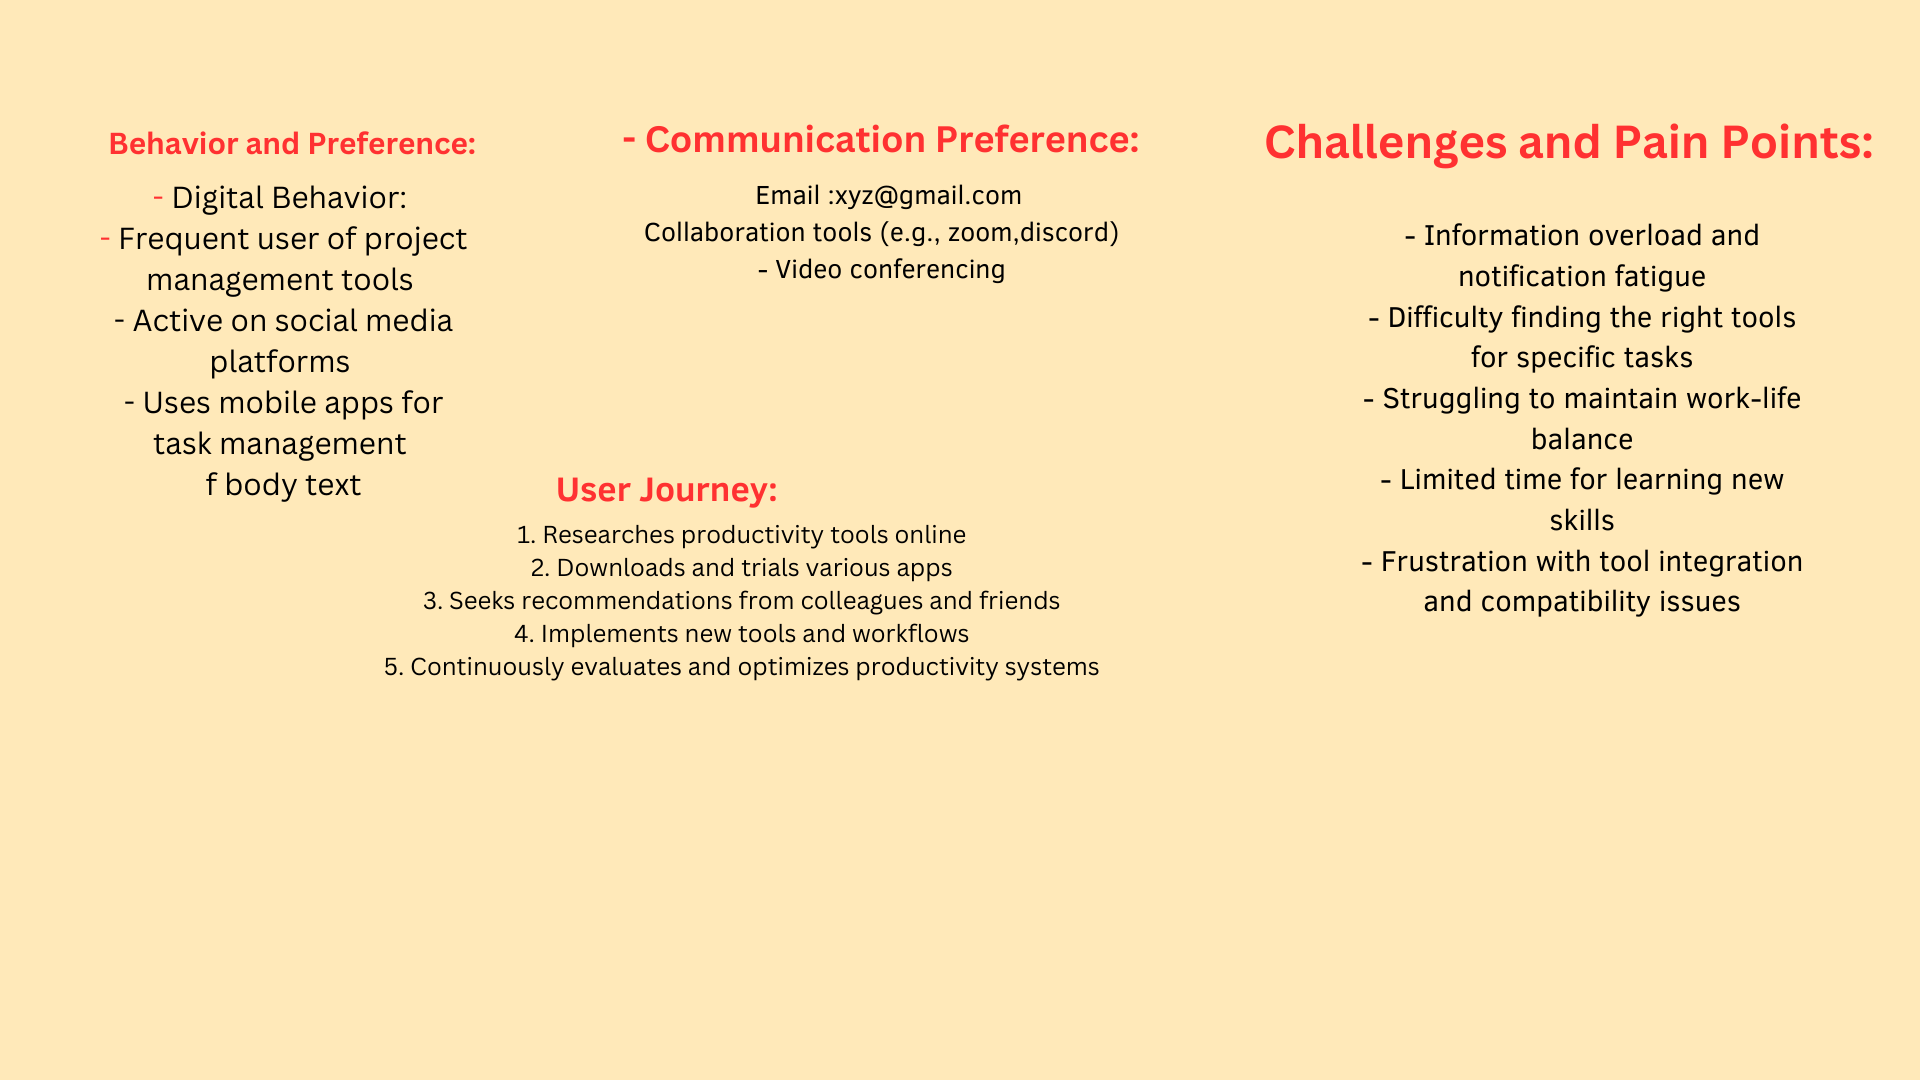 Behavior and Preference:
- Digital Behavior:
- Frequent user of project
management tools
- Active on social media
platforms
- Uses mobile apps for
task management
f body text
- Communication Preference:
Email :xyz@gmail.com
Collaboration tools (e.g., zoom,discord)
- Video conferencing
User Journey:
1. Researches productivity tools online
2. Downloads and trials various apps
3. Seeks recommendations from colleagues and friends
4. Implements new tools and workflows
5. Continuously evaluates and optimizes productivity systems
Challenges and Pain Points:
- Information overload and
notification fatigue
- Difficulty finding the right tools
for specific tasks
- Struggling to maintain work-life
balance
- Limited time for learning new
skills
- Frustration with tool integration
and compatibility issues